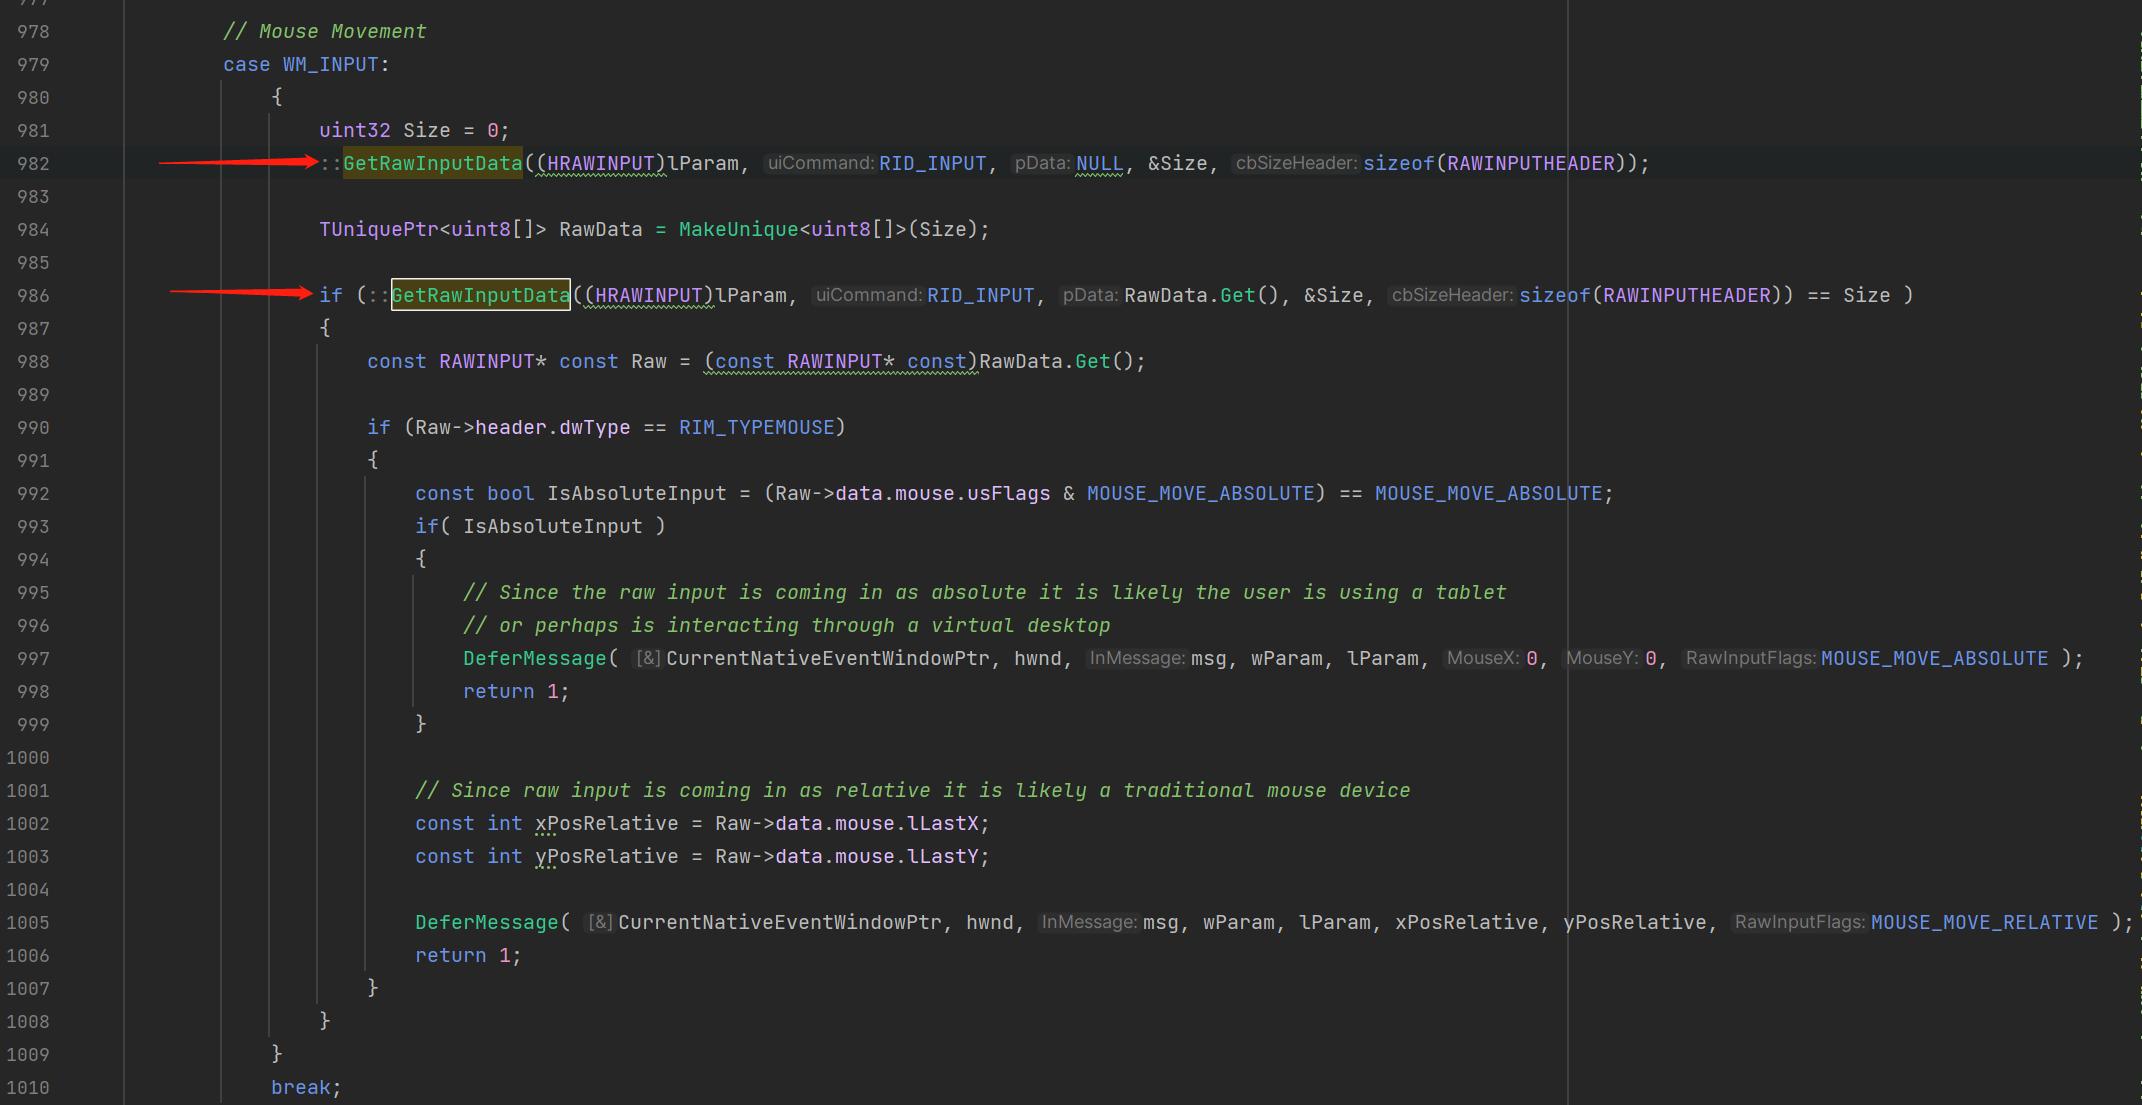 977
978 // Mouse Movement
979 case WM_INPUT:
980 {
981 uint32 Size = 0;
982 ::GetRawInputData((HRAWINPUT)lParam, uiCommand: RID_INPUT, pData: NULL, &Size, cbSizeHeader: sizeof(RAWINPUTHEADER));
983
984 TUniquePtr<uint8[]> RawData = MakeUnique<uint8[]>(Size);
985
986 if (::GetRawInputData((HRAWINPUT)lParam, uiCommand: RID_INPUT, pData: RawData.Get(), &Size, cbSizeHeader: sizeof(RAWINPUTHEADER)) == Size )
987 {
988 const RAWINPUT* const Raw = (const RAWINPUT* const)RawData.Get();
989
990 if (Raw->header.dwType == RIM_TYPEMOUSE)
991 {
992 const bool IsAbsoluteInput = (Raw->data.mouse.usFlags & MOUSE_MOVE_ABSOLUTE) == MOUSE_MOVE_ABSOLUTE;
993 if( IsAbsoluteInput )
994 {
995 // Since the raw input is coming in as absolute it is likely the user is using a tablet
996 // or perhaps is interacting through a virtual desktop
997 DeferMessage( [&] CurrentNativeEventWindowPtr, hwnd, InMessage: msg, wParam, lParam, MouseX: 0, MouseY: 0, RawInputFlags: MOUSE_MOVE_ABSOLUTE );
998 return 1;
999 }
1000
1001 // Since raw input is coming in as relative it is likely a traditional mouse device
1002 const int xPosRelative = Raw->data.mouse.lLastX;
1003 const int yPosRelative = Raw->data.mouse.lLastY;
1004
1005 DeferMessage( [&] CurrentNativeEventWindowPtr, hwnd, InMessage: msg, wParam, lParam, xPosRelative, yPosRelative, RawInputFlags: MOUSE_MOVE_RELATIVE );
1006 return 1;
1007 }
1008 }
1009 }
1010 break;